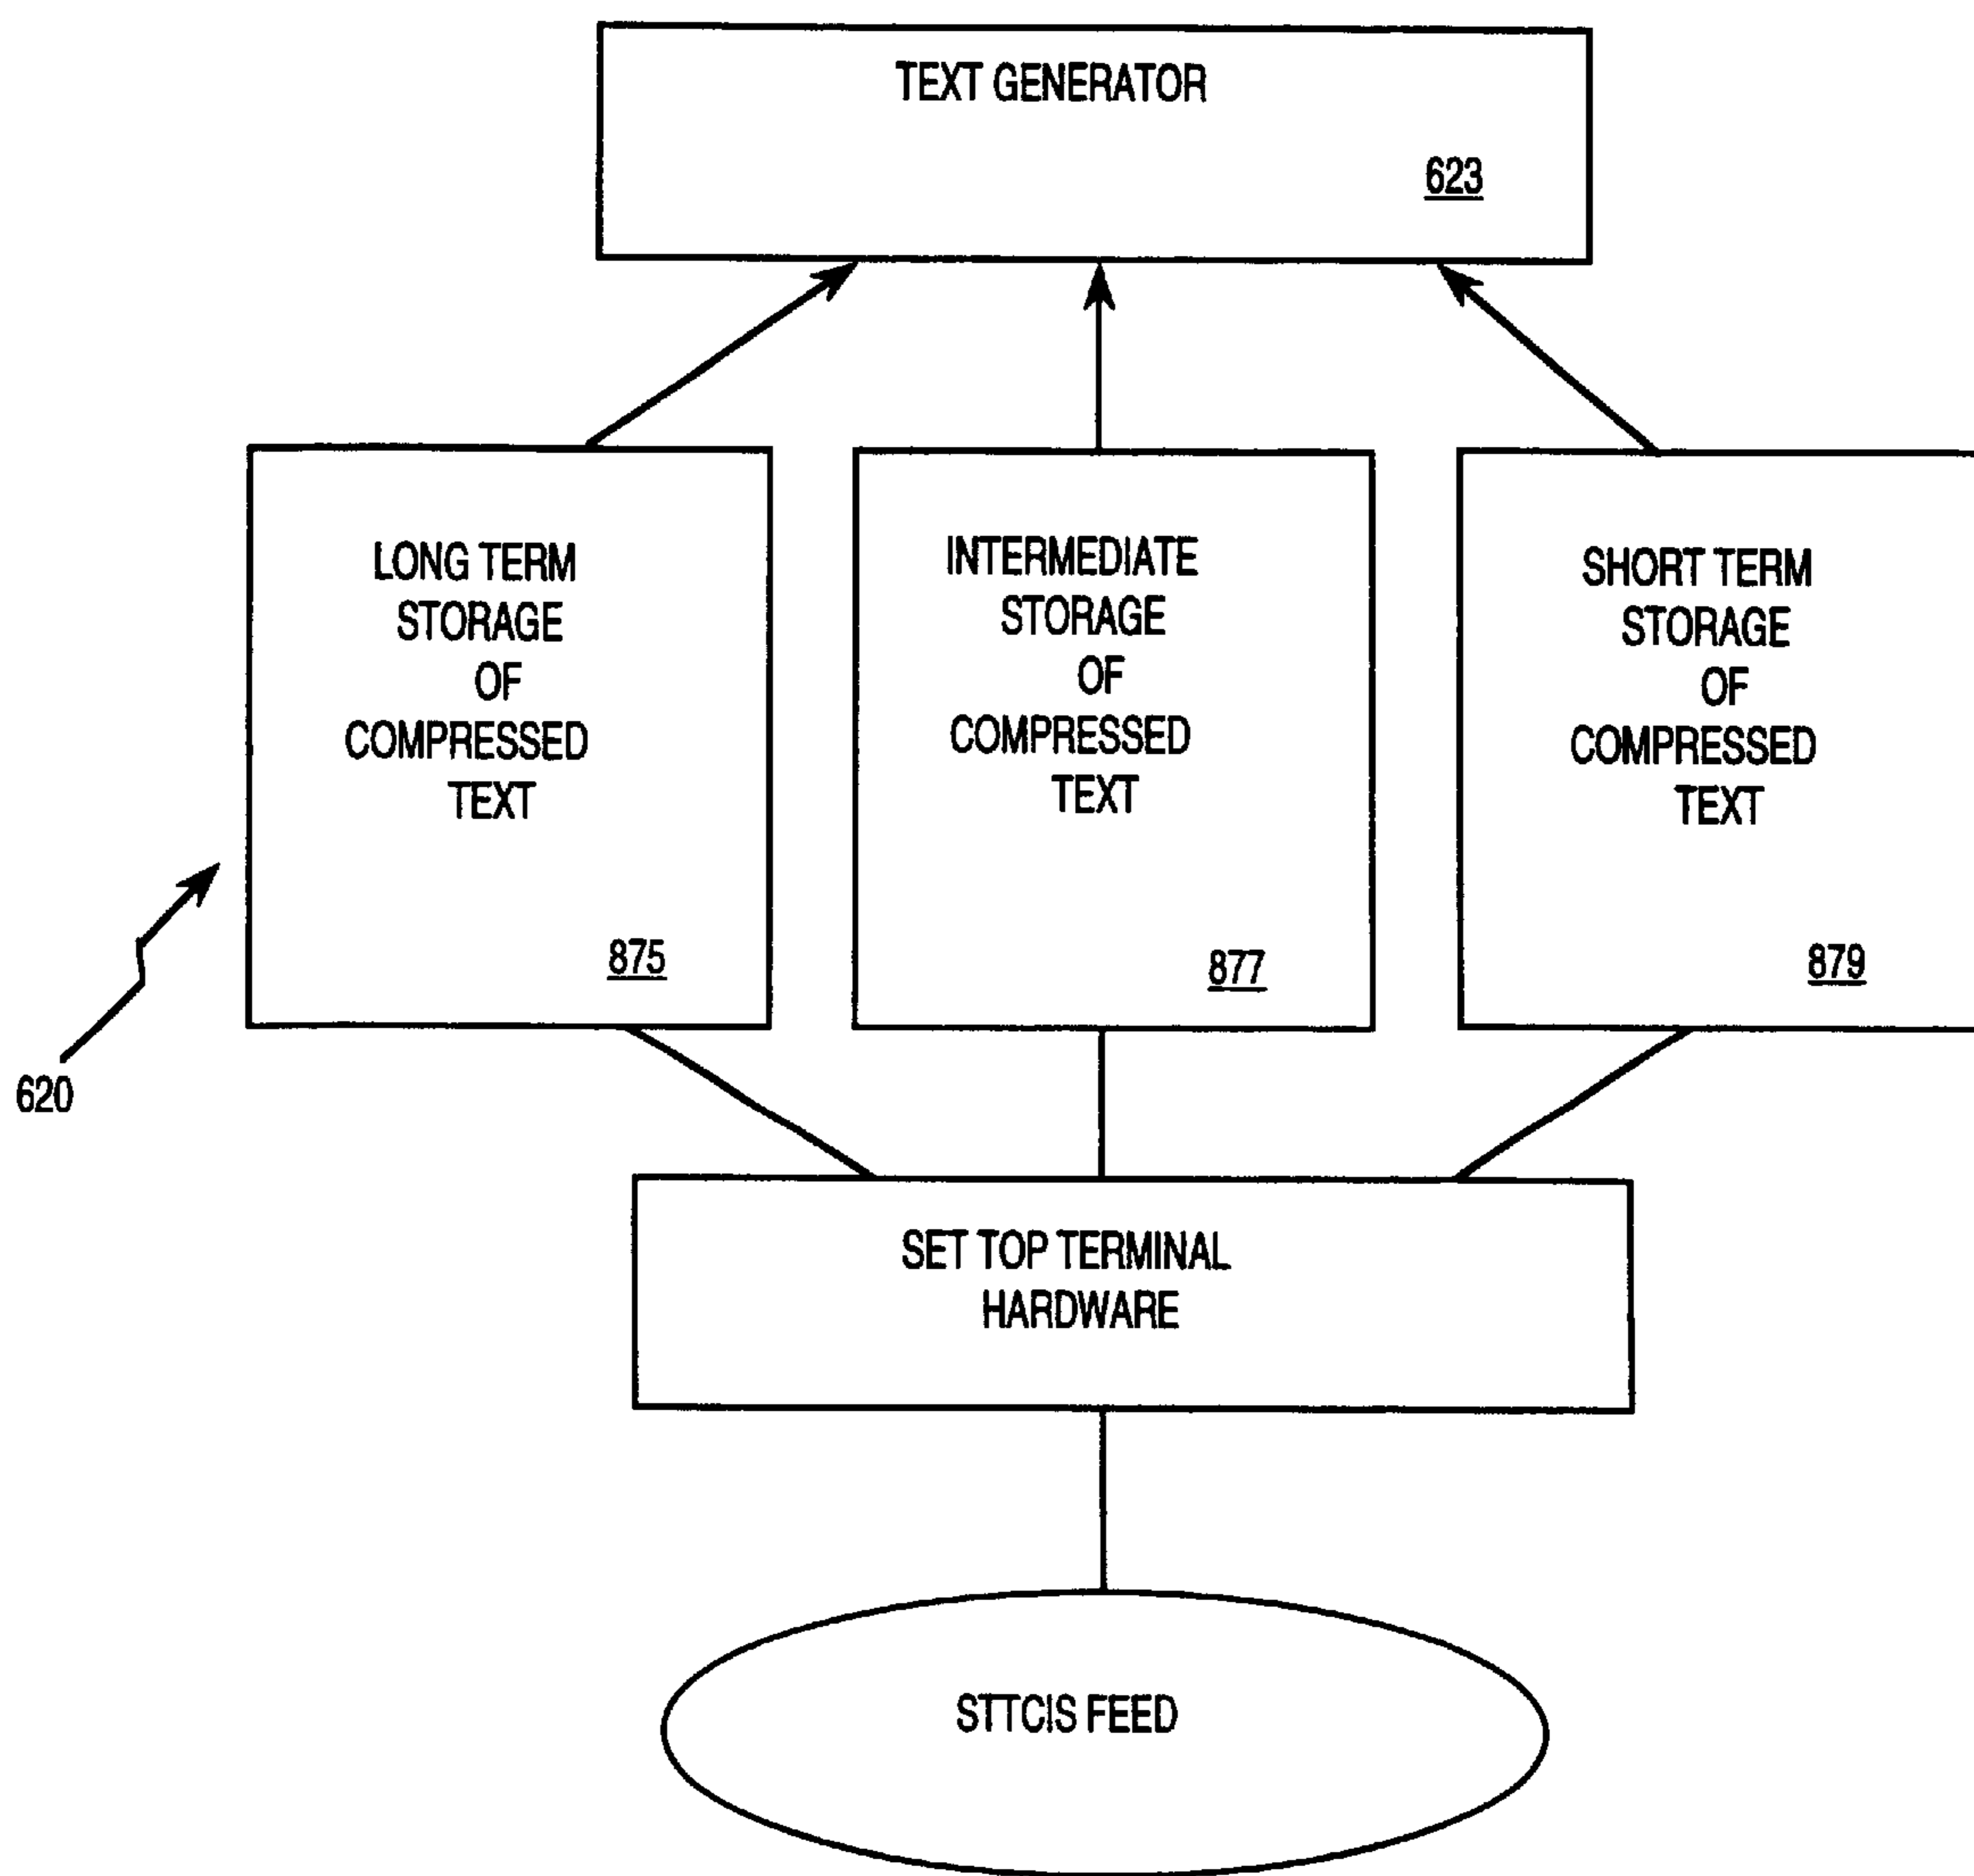 TEXT GENERATOR
623
LONG TERM
STORAGE
OF
COMPRESSED
TEXT
875
INTERMEDIATE
STORAGE
OF
COMPRESSED
TEXT
877
SHORT TERM
STORAGE
OF
COMPRESSED
TEXT
879
620
SET TOP TERMINAL
HARDWARE
STTCIS FEED